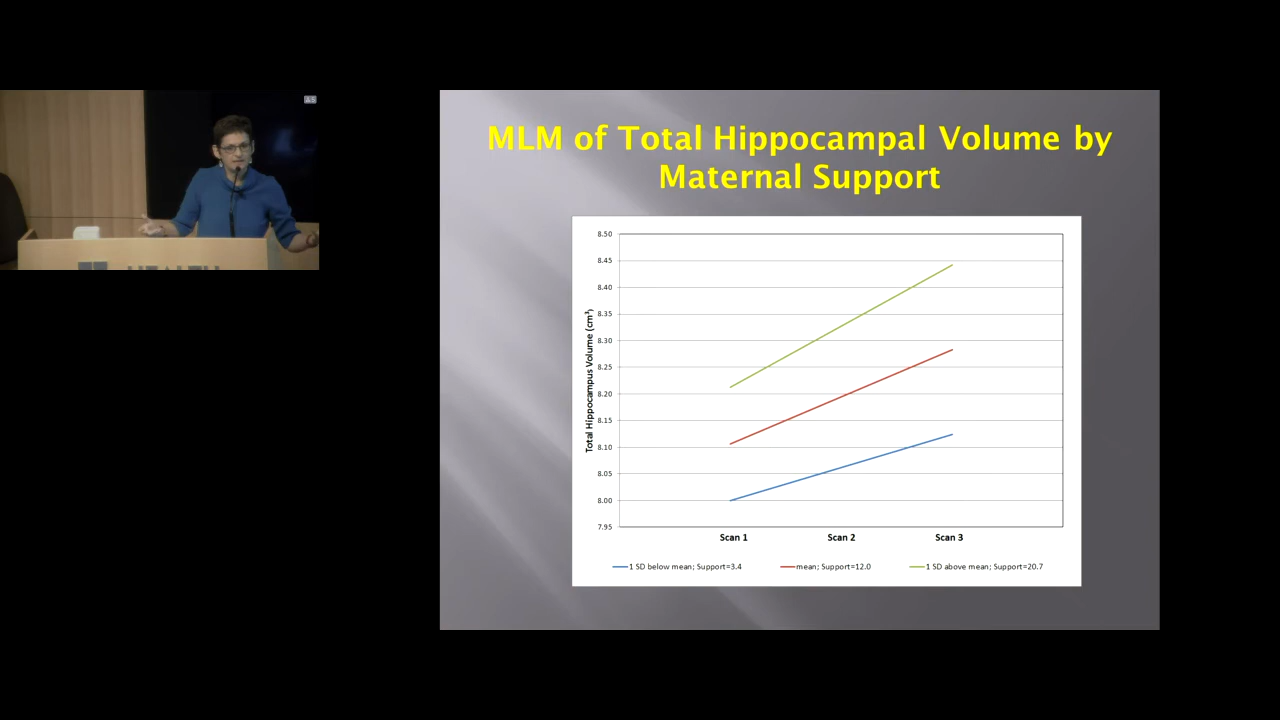 MLM of Total Hippocampal Volume by
Maternal Support
Total Hippocampus Volume (cm³)
8.50
8.45
8.40
8.35
8.30
8.25
8.20
8.15
8.10
8.05
8.00
7.95
Scan 1 Scan 2 Scan 3
1 SD below mean; Support=3.4 mean; Support=12.0 1 SD above mean; Support=20.7